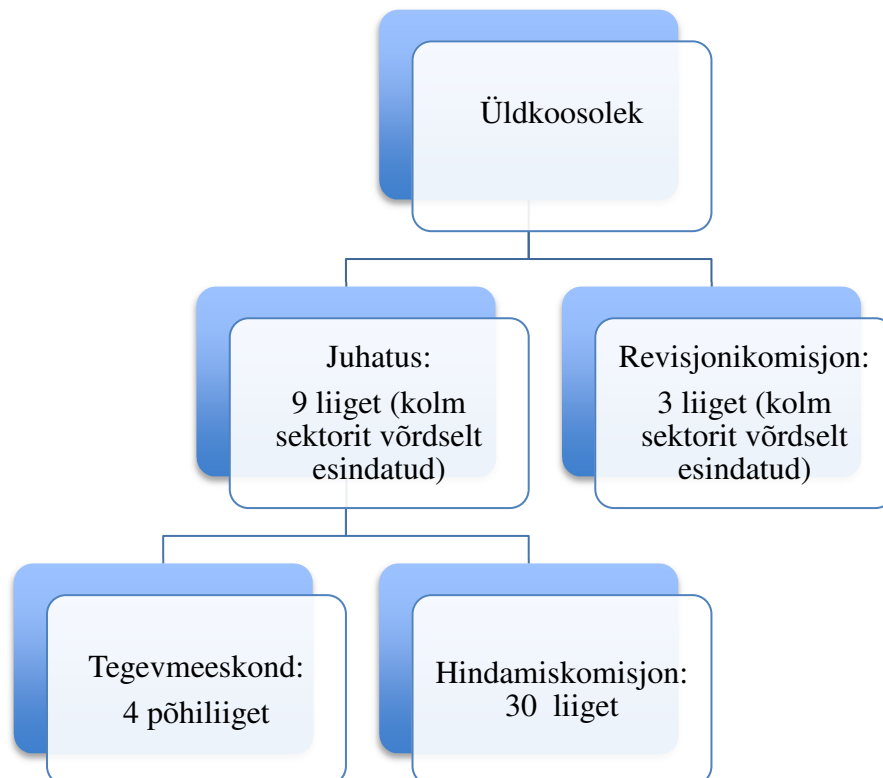 Üldkoosolek
Juhatus:
9 liiget (kolm
sektorit võrdselt
esindatud)
Revisjonikomisjon:
3 liiget (kolm
sektorit võrdselt
esindatud)
Tegevmeeskond:
4 põhiliiget
Hindamiskomisjon:
30 liiget